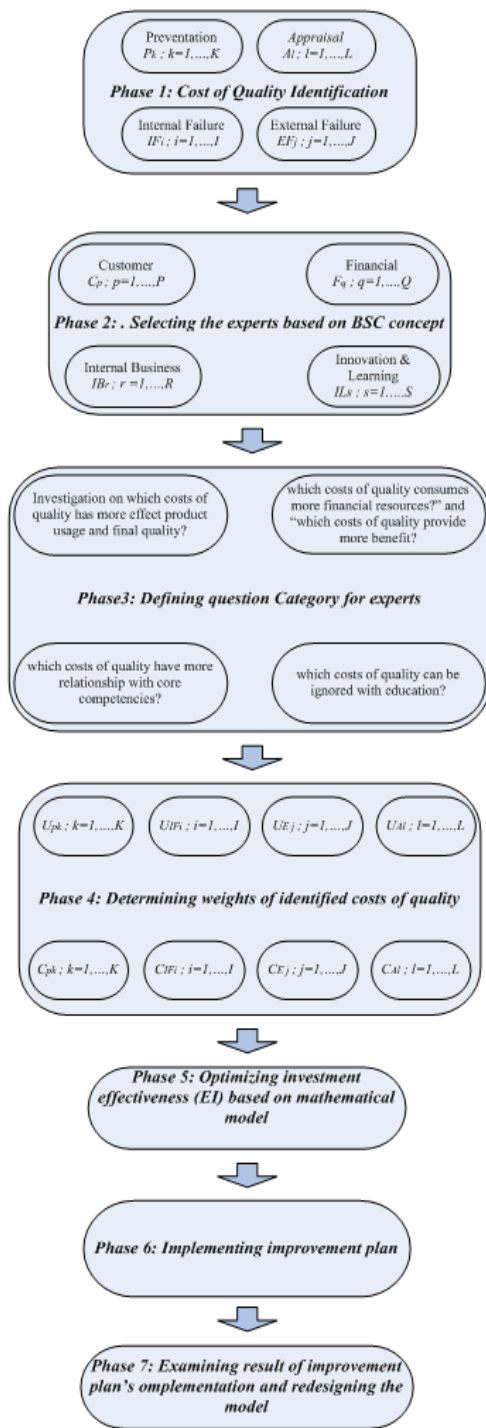 Preventation
Pk ; k=1,...,K
Appraisal
Al ; l=1,...,L
Phase 1: Cost of Quality Identification
Internal Failure
IFi ; i=1,...,I
External Failure
EFj ; j=1,...,J
Customer
Cp ; p=1,...,P
Financial
Fq ; q=1,...,Q
Phase 2: . Selecting the experts based on BSC concept
Internal Business
IBr ; r =1,...,R
Innovation &
Learning
ILs ; s=1,...,S
Investigation on which costs of
quality has more effect product
usage and final quality?
which costs of quality consumes
more financial resources?” and
“which costs of quality provide
more benefit?
Phase3: Defining question Category for experts
which costs of quality have more
relationship with core
competencies?
which costs of quality can be
ignored with education?
Upk ; k=1,...,K
UIFi ; i=1,...,I
UEj ; j=1,...,J
UAl ; l=1,...,L
Phase 4: Determining weights of identified costs of quality
Cpk ; k=1,...,K
CIFi ; i=1,...,I
CEj ; j=1,...,J
CAl ; l=1,...,L
Phase 5: Optimizing investment
effectiveness (EI) based on mathematical
model
Phase 6: Implementing improvement plan
Phase 7: Examining result of improvement
plan’s omplementation and redesigning the
model